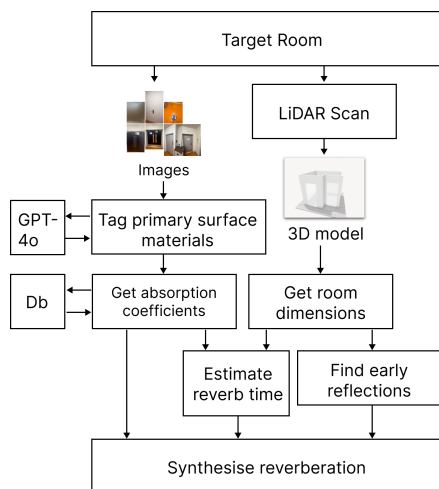 Target Room
LiDAR Scan
Images
3D model
GPT-
4o
Tag primary surface
materials
Db
Get absorption
coefficients
Get room
dimensions
Estimate
reverb time
Find early
reflections
Synthesise reverberation